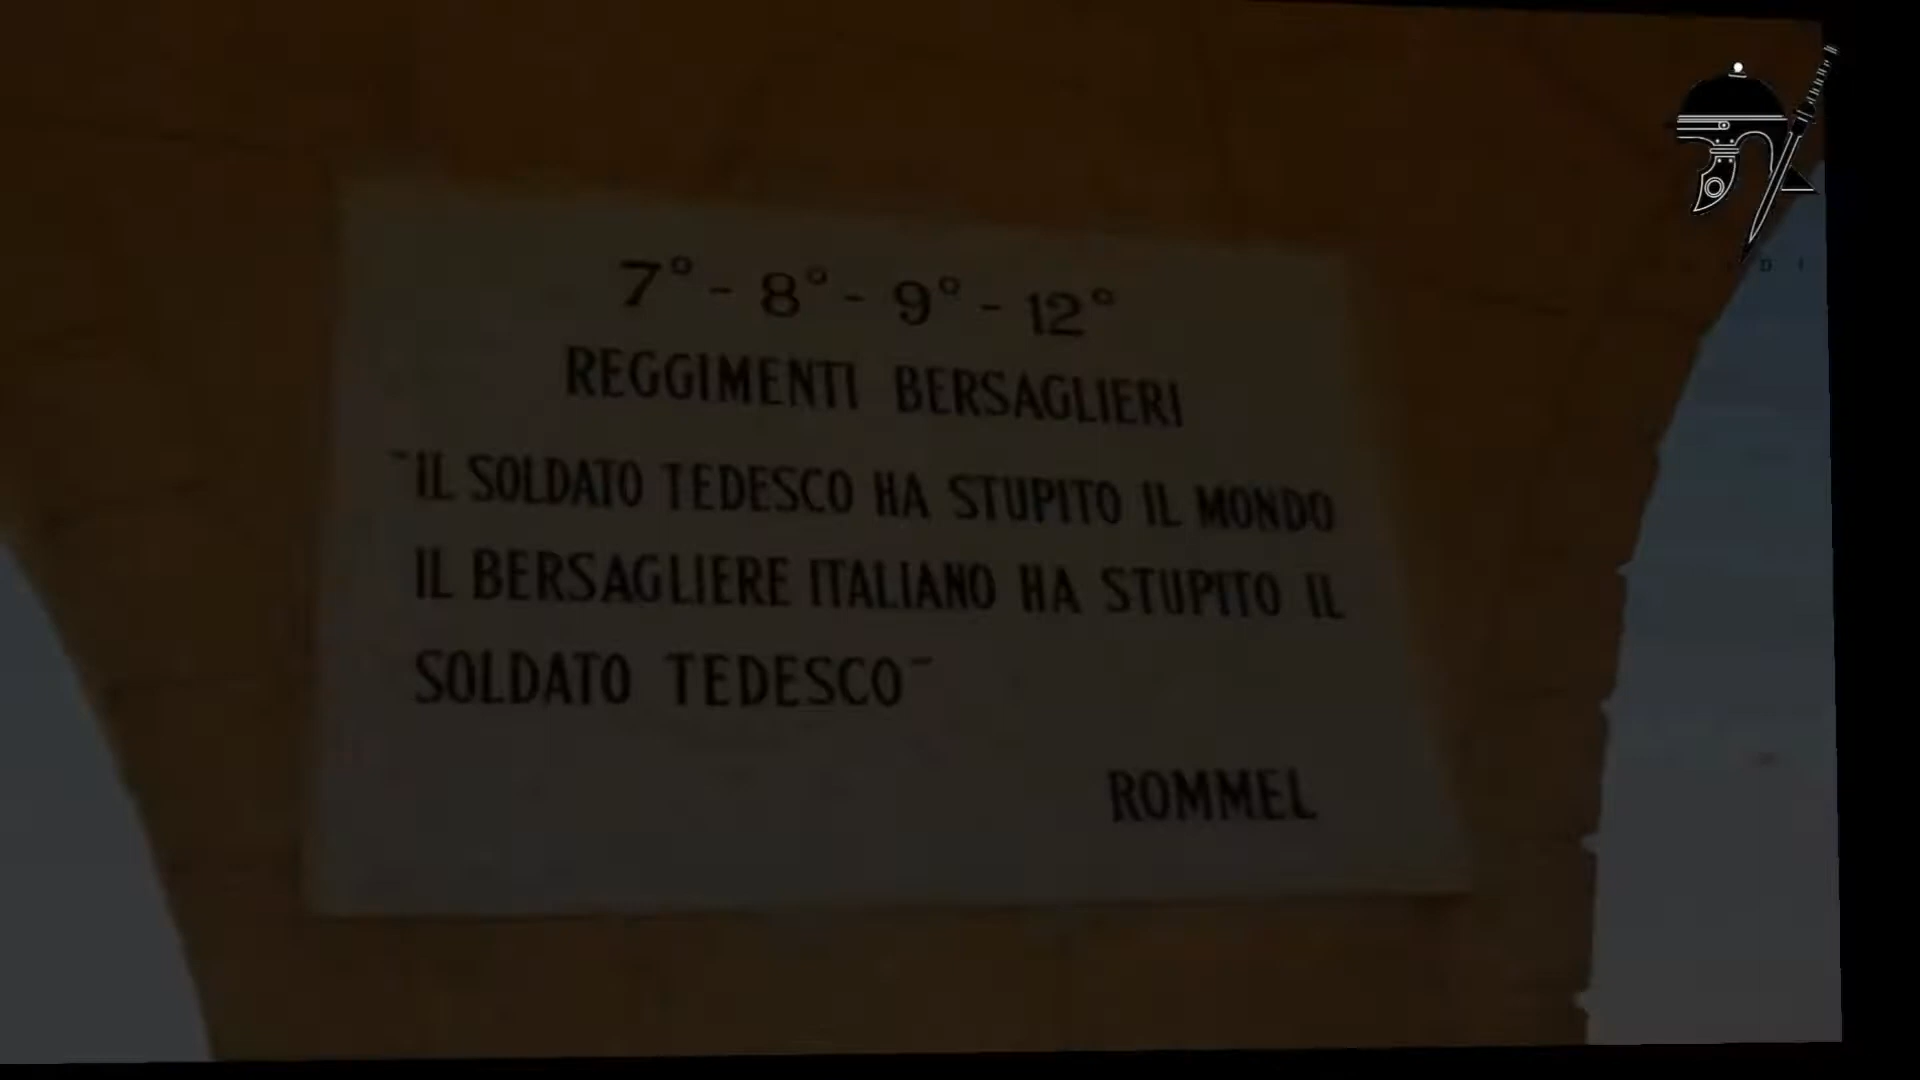 7° - 8° - 9° - 12°
REGGIMENTI BERSAGLIERI
"IL SOLDATO TEDESCO HA STUPITO IL MONDO
IL BERSAGLIERE ITALIANO HA STUPITO IL
SOLDATO TEDESCO"
ROMMEL